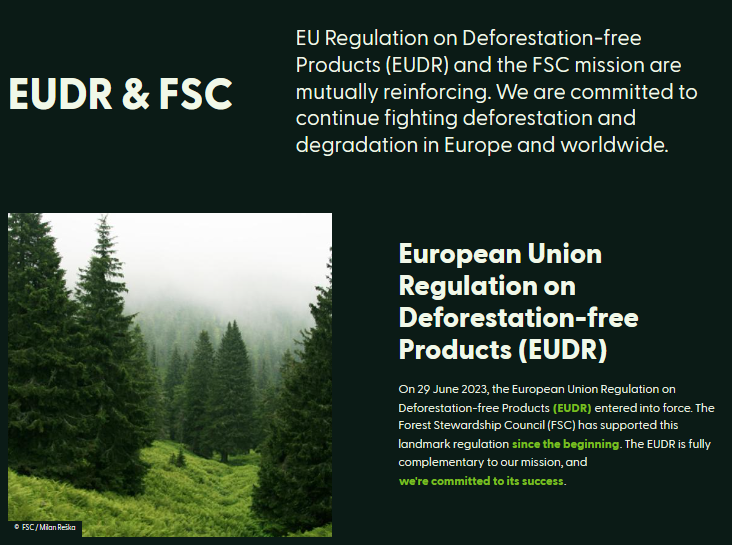 EUDR & FSC
EU Regulation on Deforestation-free
Products (EUDR) and the FSC mission are
mutually reinforcing. We are committed to
continue fighting deforestation and
degradation in Europe and worldwide.
© FSC / Milan Reška
European Union
Regulation on
Deforestation-free
Products (EUDR)
On 29 June 2023, the European Union Regulation on
Deforestation-free Products (EUDR) entered into force. The
Forest Stewardship Council (FSC) has supported this
landmark regulation since the beginning. The EUDR is fully
complementary to our mission, and
we're committed to its success.